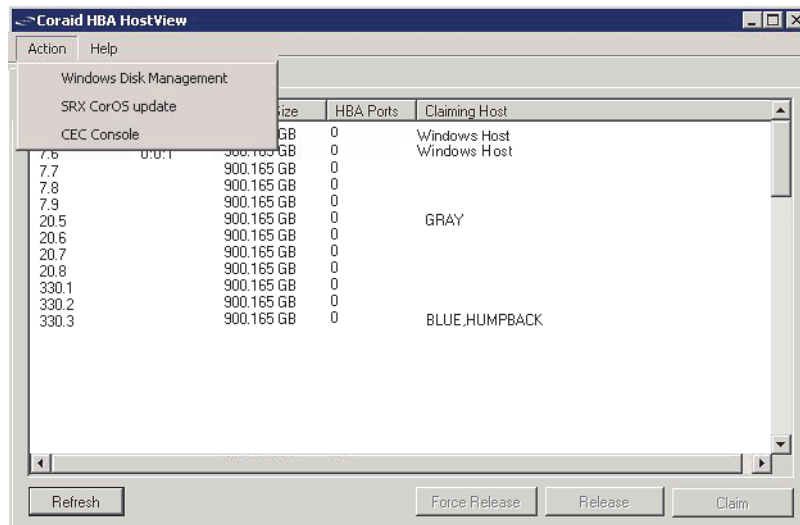 Coraid HBA HostView
Action Help
Windows Disk Management
SRX CorOS update
CEC Console
ize HBA Ports Claiming Host
GB 0 Windows Host
7.6 0:0:1 900.165 GB 0 Windows Host
7.7 900.165 GB 0
7.8 900.165 GB 0
7.9 900.165 GB 0
20.5 900.165 GB 0 GRAY
20.6 900.165 GB 0
20.7 900.165 GB 0
20.8 900.165 GB 0
330.1 900.165 GB 0
330.2 900.165 GB 0
330.3 900.165 GB 0 BLUE,HUMPBACK
Refresh Force Release Release Claim